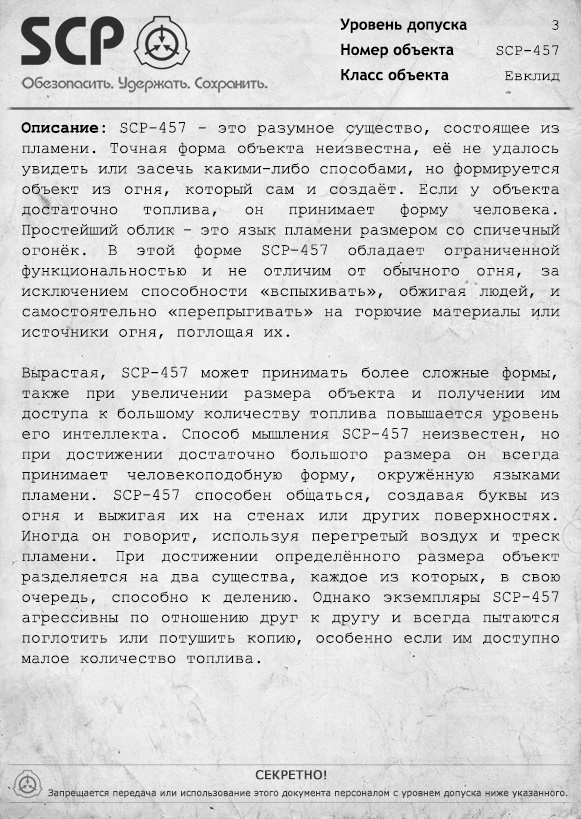 SCP
Обезопасить. Удержать. Сохранить.
Уровень допуска 3
Номер объекта SCP-457
Класс объекта Евклид
Описание: SCP-457 - это разумное существо, состоящее из
пламени. Точная форма объекта неизвестна, её не удалось
увидеть или засечь какими-либо способами, но формируется
объект из огня, который сам и создаёт. Если у объекта
достаточно топлива, он принимает форму человека.
Простейший облик - это язык пламени размером со спичечный
огонёк. В этой форме SCP-457 обладает ограниченной
функциональностью и не отличим от обычного огня, за
исключением способности «вспыхивать», обжигая людей, и
самостоятельно «перепрыгивать» на горючие материалы или
источники огня, поглощая их.
Вырастая, SCP-457 может принимать более сложные формы,
также при увеличении размера объекта и получении им
доступа к большому количеству топлива повышается уровень
его интеллекта. Способ мышления SCP-457 неизвестен, но
при достижении достаточно большого размера он всегда
принимает человекоподобную форму, окружённую языками
пламени. SCP-457 способен общаться, создавая буквы из
огня и выжигая их на стенах или других поверхностях.
Иногда он говорит, используя перегретый воздух и треск
пламени. При достижении определённого размера объект
разделяется на два существа, каждое из которых, в свою
очередь, способно к делению. Однако экземпляры SCP-457
агрессивны по отношению друг к другу и всегда пытаются
поглотить или потушить копию, особенно если им доступно
малое количество топлива.
СЕКРЕТНО!
Запрещается передача или использование этого документа персоналом с уровнем допуска ниже указанного.